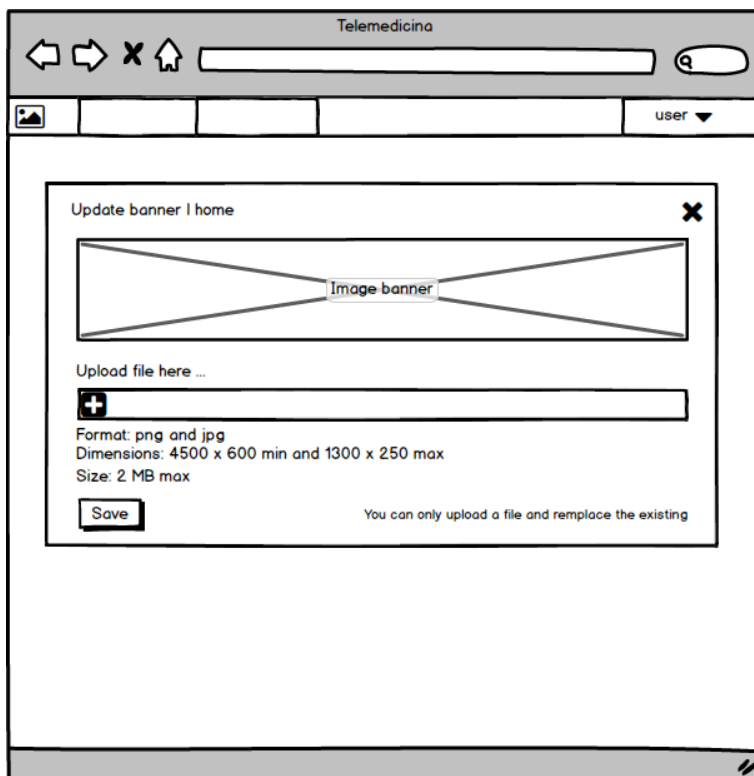 Telemedicina
user
Update banner | home
Image banner
Upload file here ...
Format: png and jpg
Dimensions: 4500 x 600 min and 1300 x 250 max
Size: 2 MB max
Save
You can only upload a file and remplace the existing